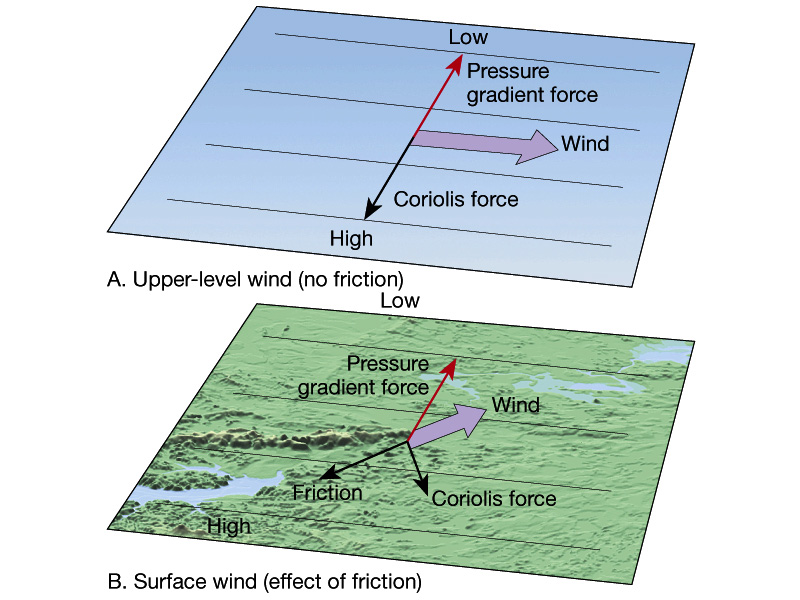 Low
Pressure
gradient force
Wind
Coriolis force
High
A. Upper-level wind (no friction)
Low
Pressure
gradient force
Wind
Friction
Coriolis force
High
B. Surface wind (effect of friction)